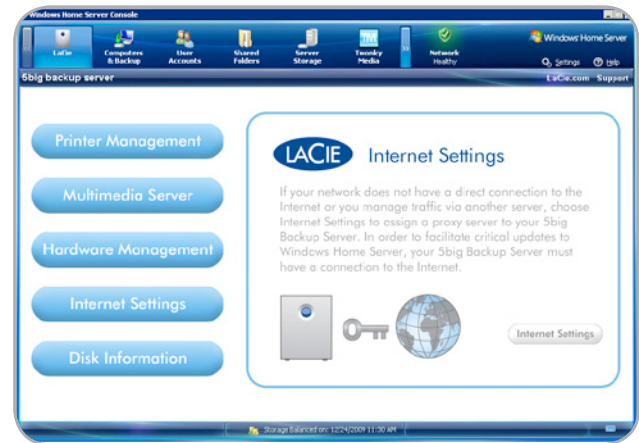 Windows Home Server Console
LaCie
Computers & Backup
User Accounts
Shared Folders
Server Storage
Twonky Media
Network Healthy
Windows Home Server
Settings
Help
5big backup server
LaCie.com Support
Printer Management
Multimedia Server
Hardware Management
Internet Settings
Disk Information
LACIE Internet Settings
If your network does not have a direct connection to the
Internet or you manage traffic via another server, choose
Internet Settings to assign a proxy server to your 5big
Backup Server. In order to facilitate critical updates to
Windows Home Server, your 5big Backup Server must
have a connection to the Internet.
Internet Settings
Storage Balanced on: 12/24/2009 11:30 AM